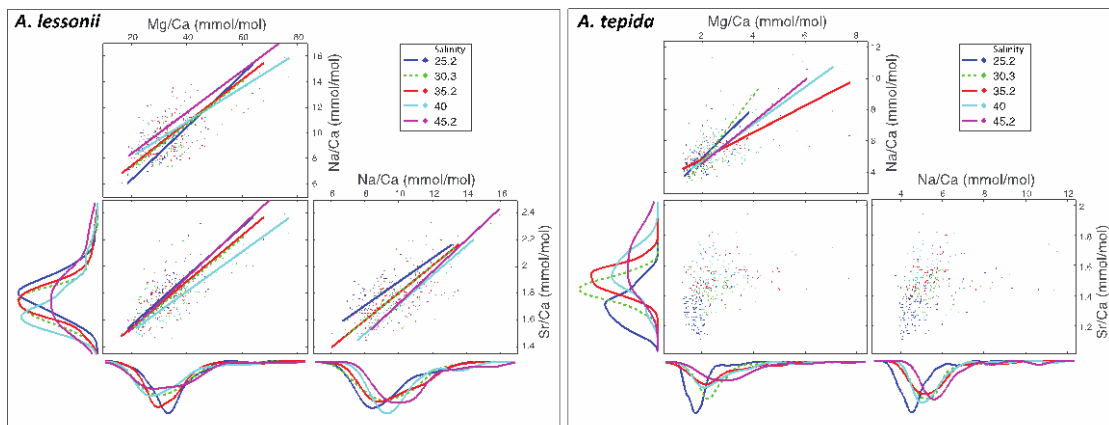 A. lessonii
Mg/Ca (mmol/mol)
20 40 60 80
16
14
12
10
8
6
Na/Ca (mmol/mol)
Salinity
25.2
30.3
35.2
40
45.2
Na/Ca (mmol/mol)
6 8 10 12 14 16
2.4
2.2
2
1.8
1.6
1.4
Sr/Ca (mmol/mol)
A. tepida
Mg/Ca (mmol/mol)
2 4 6 8
2
0
8
6
4
Na/Ca (mmol/mol)
Salinity
25.2
30.3
35.2
40
45.2
Na/Ca (mmol/mol)
4 6 8 10 12
2
1.8
1.6
1.4
1.2
Sr/Ca (mmol/mol)